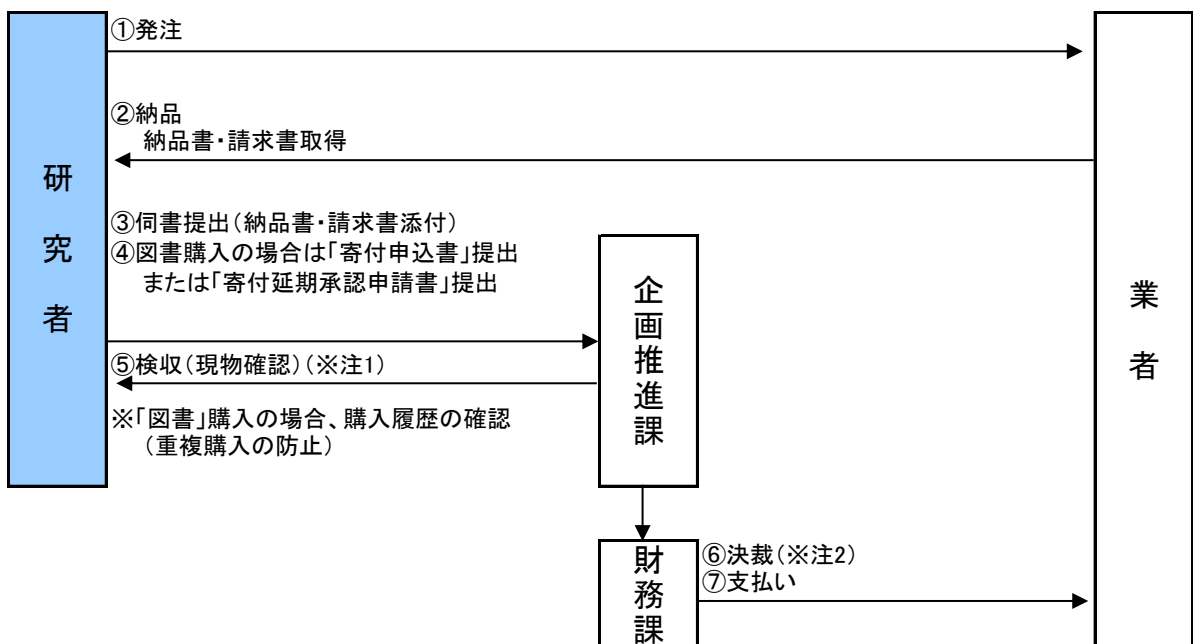 ①発注
②納品
納品書・請求書取得
研究者
③伺書提出(納品書・請求書添付)
④図書購入の場合は「寄付申込書」提出
または「寄付延期承認申請書」提出
企画推進課
業者
⑤検収(現物確認)(※注1)
※「図書」購入の場合、購入履歴の確認
(重複購入の防止)
財務課
⑥決裁(※注2)
⑦支払い